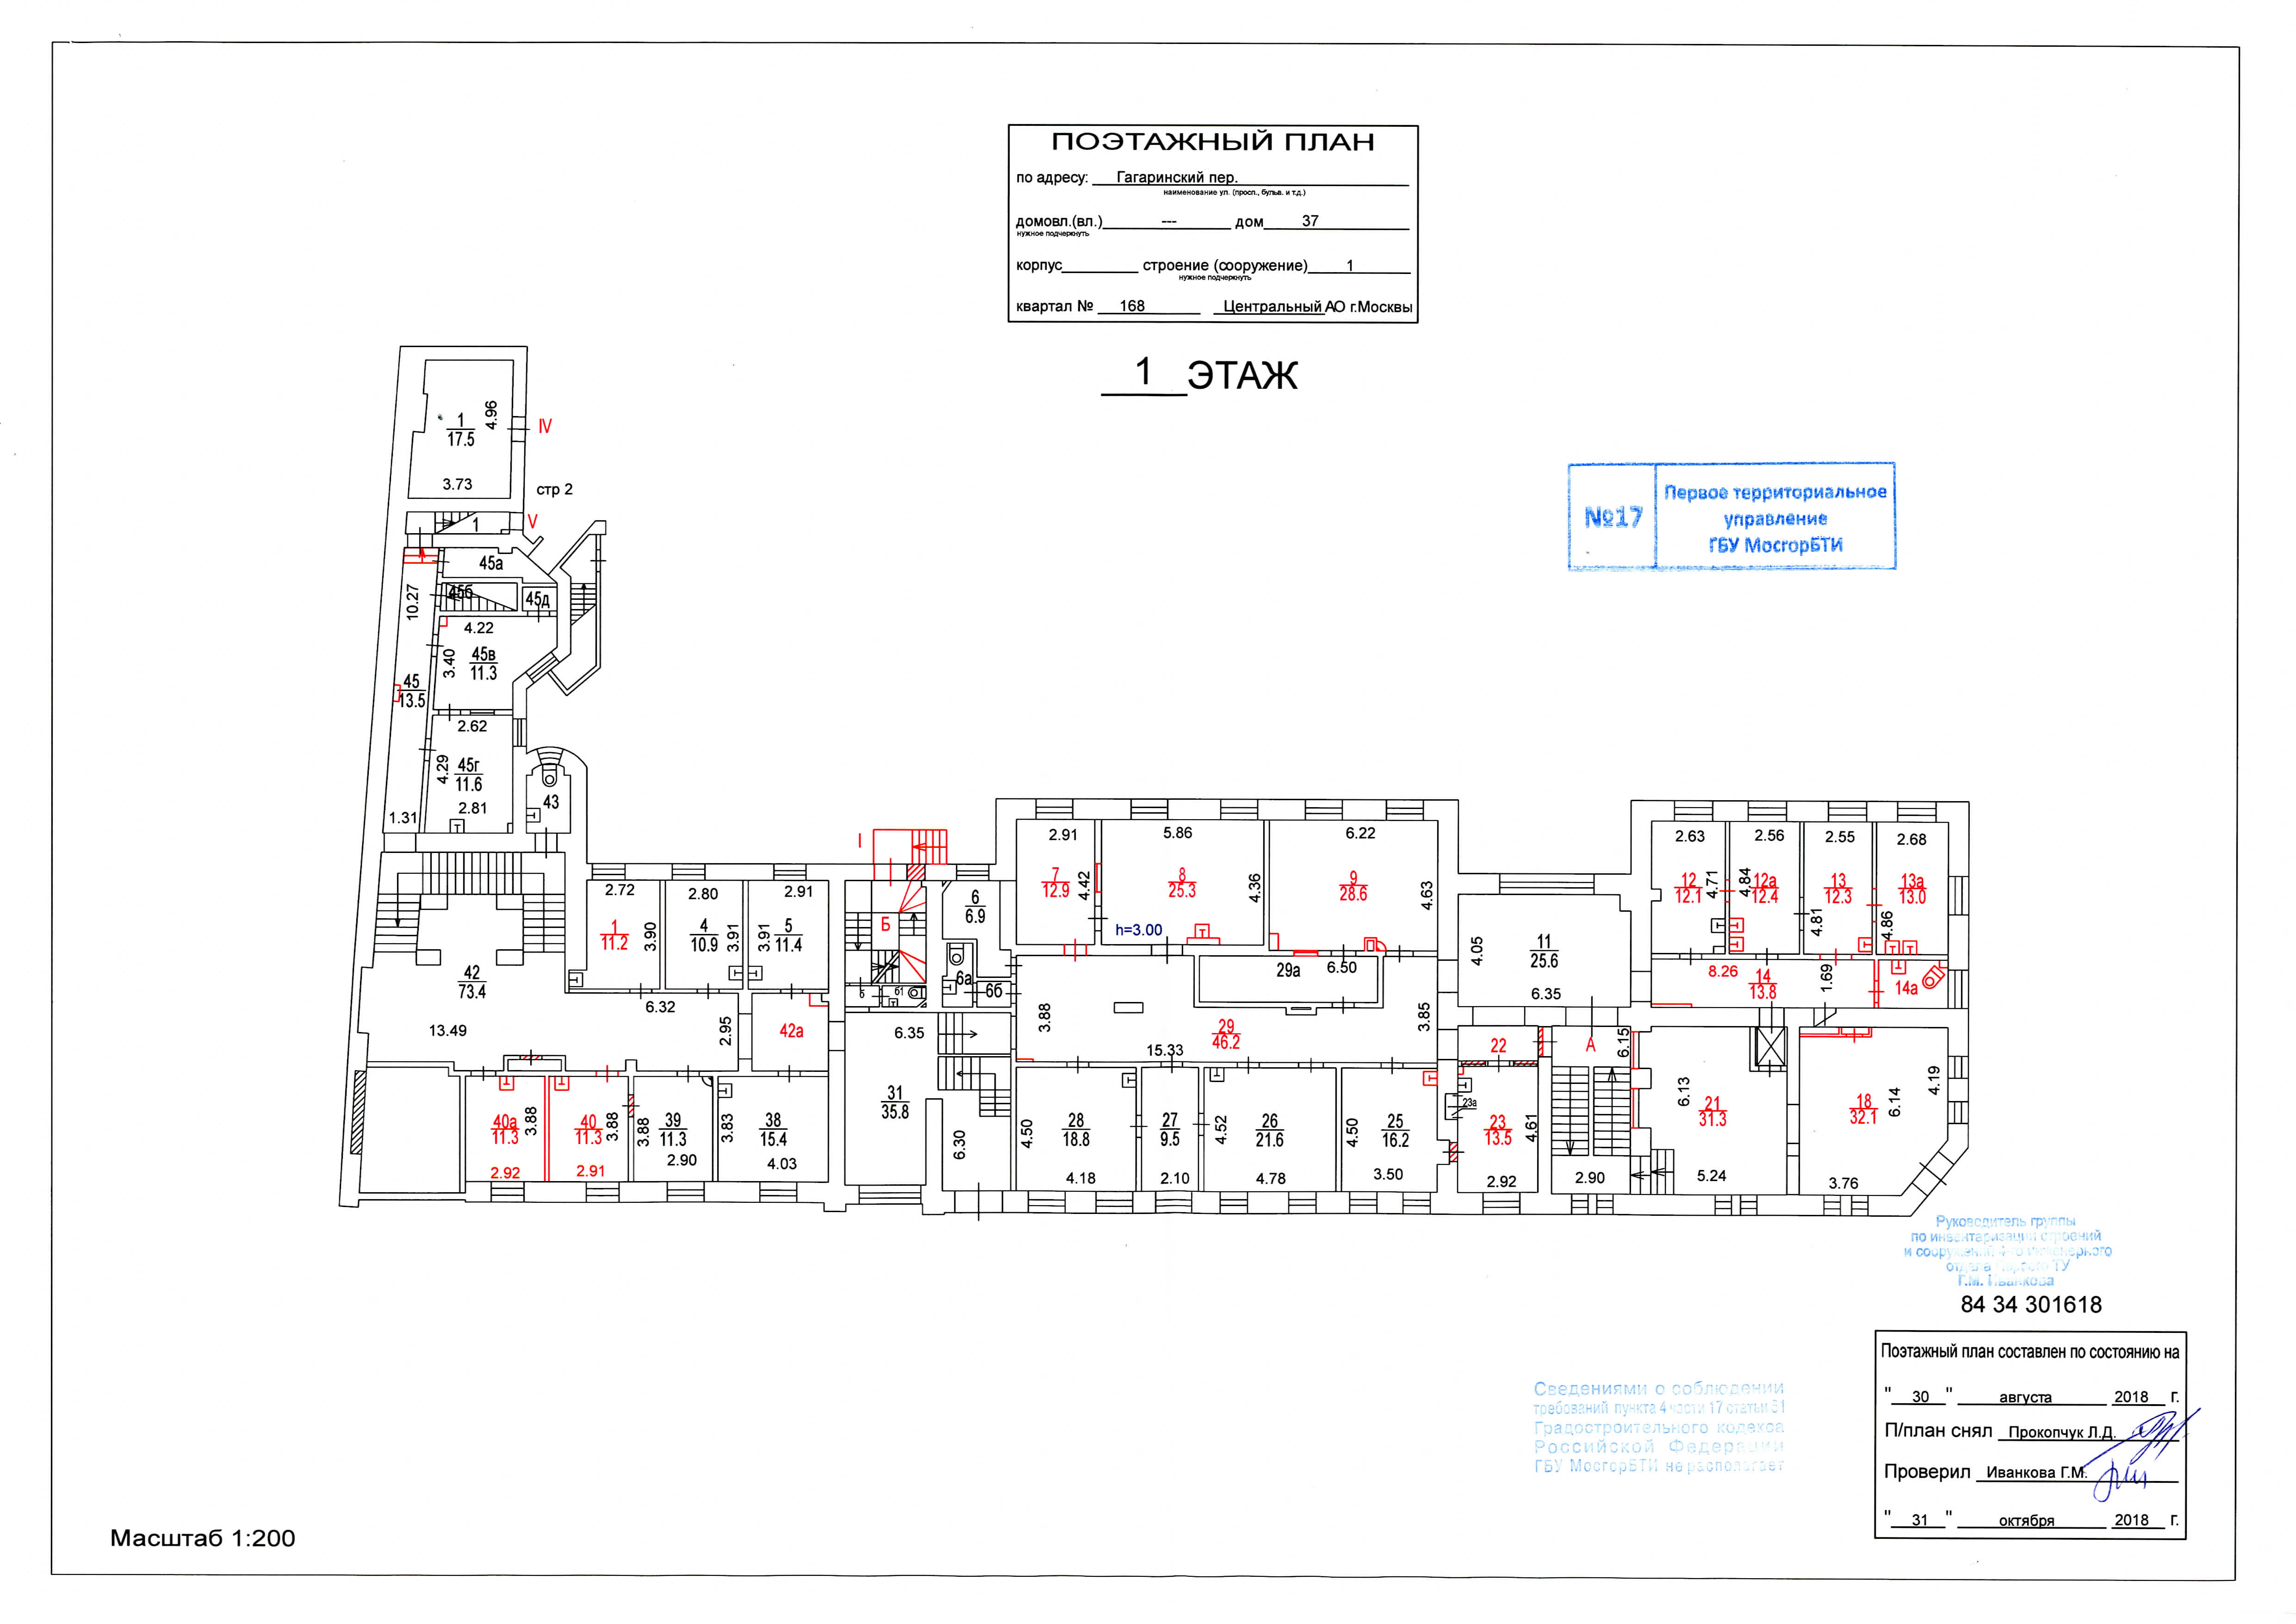 ПОЭТАЖНЫЙ ПЛАН
по адресу: Гагаринский пер.
наименование ул. (просп., бульв. и т.д.)
домовл.(вл.) --- дом 37
нужное подчеркнуть
корпус строение (сооружение) 1
нужное подчеркнуть
квартал № 168 Центральный АО г.Москвы
1 ЭТАЖ
№17
Первое территориальное
управление
ГБУ МосгорБТИ
1
17.5
4.96
3.73
IV
стр 2
V
1
45а
45б
45д
10.27
4.22
3.40
45в
11.3
45
13.5
2.62
4.29
45г
11.6
2.81
1.31
43
I
2.72
1
11.2
3.90
2.80
4
10.9
3.91
2.91
3.91
5
11.4
Б
б
б1
6
6.9
6а
6б
2.91
7
12.9
4.42
5.86
8
25.3
4.36
h=3.00
6.22
9
28.6
4.63
29а
6.50
4.05
11
25.6
6.35
2.63
12
12.1
4.71
2.56
4.84
12а
12.4
2.55
13
12.3
4.81
2.68
13а
13.0
4.86
8.26
14
13.8
1.69
14а
42
73.4
13.49
6.32
2.95
42а
6.35
3.88
29
46.2
15.33
3.85
22
А
6.15
40а
11.3
3.88
2.92
40
11.3
3.88
2.91
3.88
39
11.3
2.90
3.83
38
15.4
4.03
31
35.8
6.30
4.50
28
18.8
4.18
27
9.5
2.10
4.52
26
21.6
4.78
4.50
25
16.2
3.50
23а
23
13.5
4.61
2.92
2.90
6.13
21
31.3
5.24
18
32.1
6.14
4.19
3.76
Руководитель группы
по инвентаризации строений
и сооружений инженерного
отдела Первого ТУ
Г.М. Иванкова
84 34 301618
Поэтажный план составлен по состоянию на
" 30 " августа 2018 г.
П/план снял Прокопчук Л.Д.
Проверил Иванкова Г.М.
" 31 " октября 2018 г.
Сведениями о соблюдении
требований пункта 4 части 17 статьи 51
Градостроительного кодекса
Российской Федерации
ГБУ МосгорБТИ не располагает
Масштаб 1:200